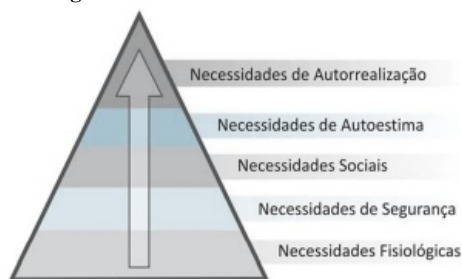 Necessidades de Autorrealização
Necessidades de Autoestima
Necessidades Sociais
Necessidades de Segurança
Necessidades Fisiológicas